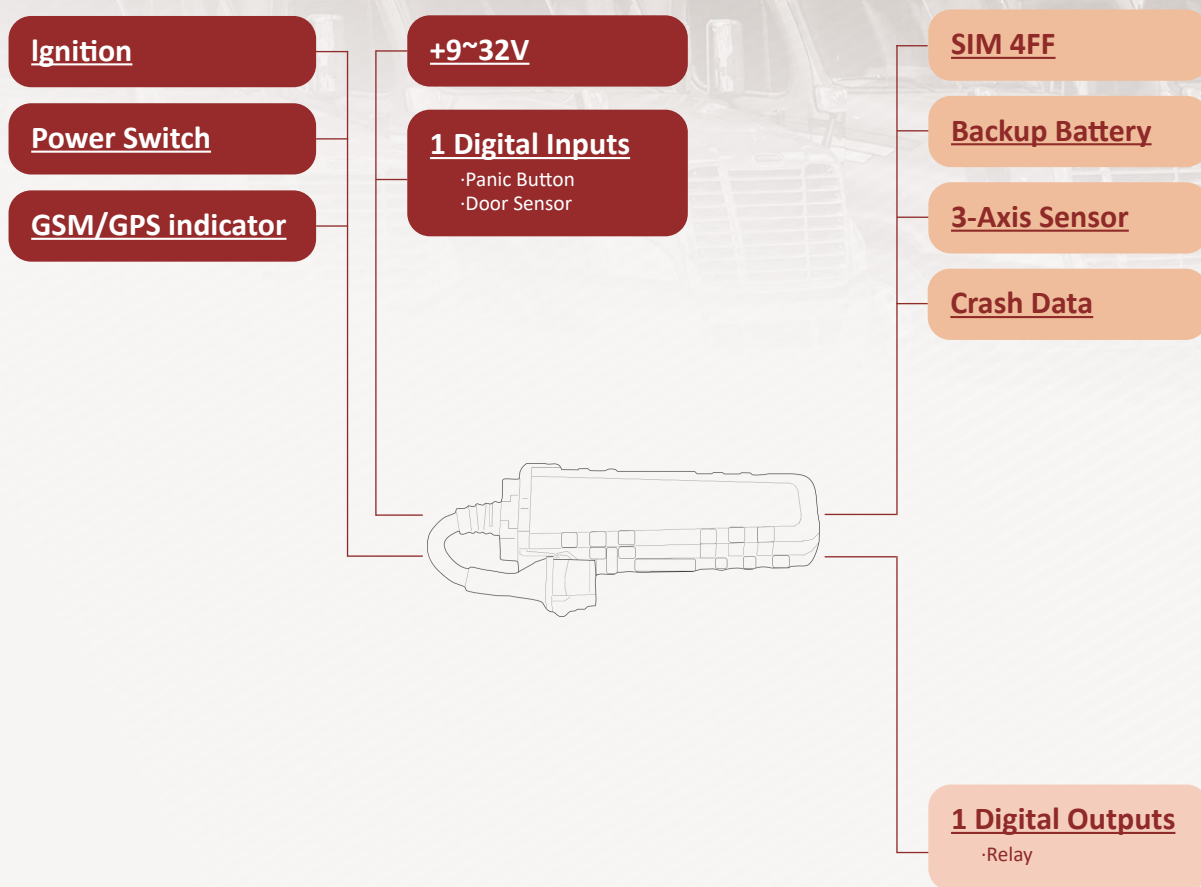 Ignition
Power Switch
GSM/GPS indicator
+9~32V
1 Digital Inputs
·Panic Button
·Door Sensor
SIM 4FF
Backup Battery
3-Axis Sensor
Crash Data
1 Digital Outputs
·Relay